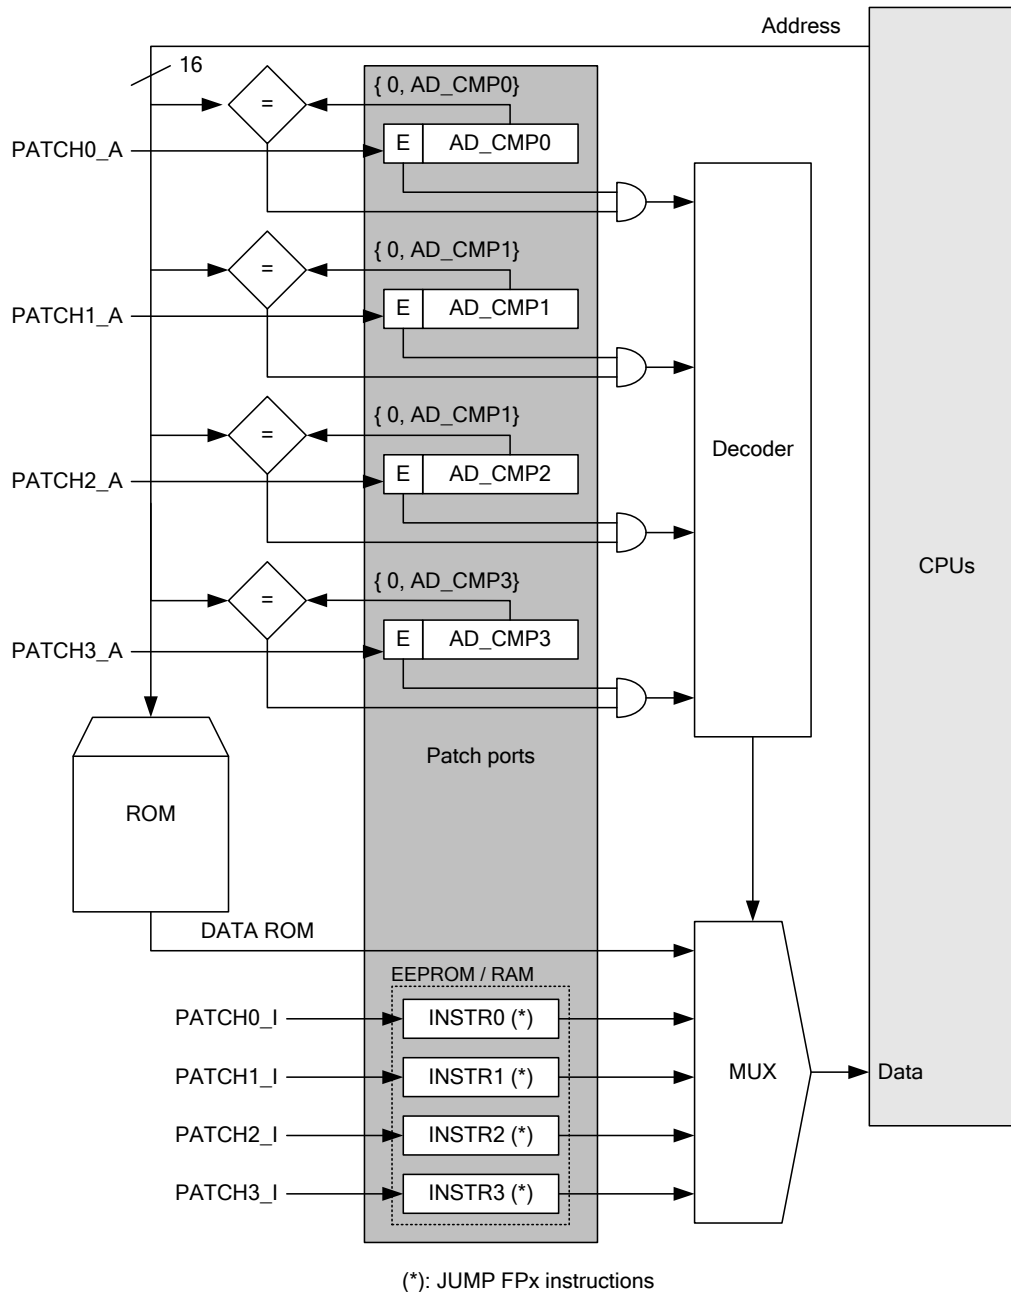 Address
16
{ 0, AD_CMP0}
=
PATCH0_A
E AD_CMP0
{ 0, AD_CMP1}
=
PATCH1_A
E AD_CMP1
{ 0, AD_CMP1}
=
PATCH2_A
E AD_CMP2
Decoder
{ 0, AD_CMP3}
=
PATCH3_A
E AD_CMP3
CPUs
Patch ports
ROM
DATA ROM
EEPROM / RAM
PATCH0_I
INSTR0 (*)
PATCH1_I
INSTR1 (*)
PATCH2_I
INSTR2 (*)
PATCH3_I
INSTR3 (*)
MUX
Data
(*): JUMP FPx instructions